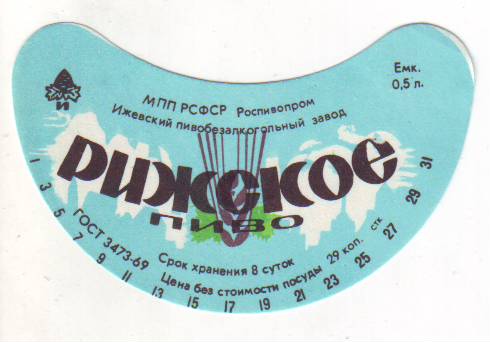 И
Емк.
0,5 л.
МПП РСФСР Роспивопром
Ижевский пивобезалкогольный завод
РИЖСКОЕ
ПИВО
ГОСТ 3473-69 Срок хранения 8 суток
Цена без стоимости посуды 29 коп. стк
1 3 5 7 9 11 13 15 17 19 21 23 25 27 29 31